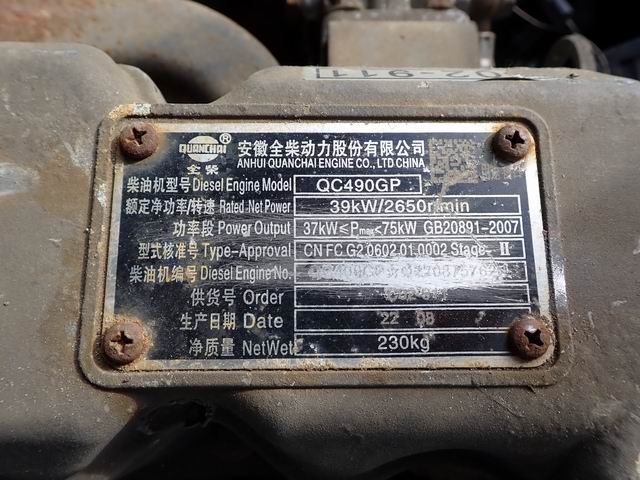 02-911
QUANCHAI ®
全柴
安徽全柴动力股份有限公司
ANHUI QUANCHAI ENGINE CO., LTD CHINA
柴油机型号 Diesel Engine Model QC490GP
额定净功率/转速 Rated Net Power 39kW/2650r/min
功率段 Power Output 37kW≤Pmax<75kW GB20891-2007
型式核准号 Type-Approval CN FC G2 0602 01 0002 Stage-Ⅱ
柴油机编号 Diesel Engine No.
供货号 Order
生产日期 Date 22 08
净质量 NetWet 230kg